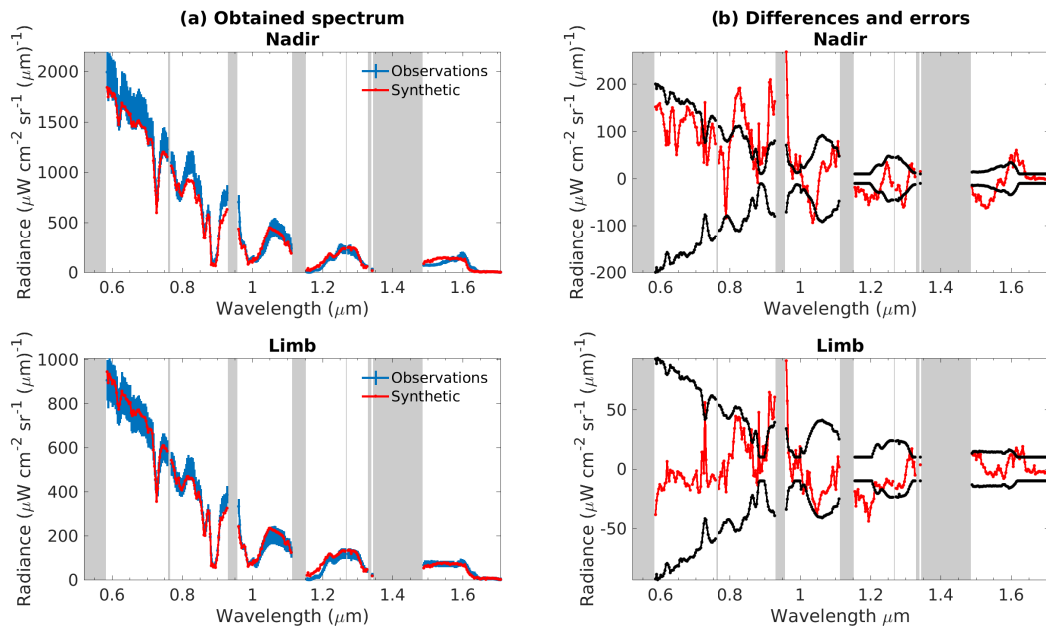 (a) Obtained spectrum
Nadir
Radiance (μW cm-2 sr-1 (μm)-1)
2000
1500
1000
500
0
Observations
Synthetic
0.6 0.8 1 1.2 1.4 1.6
Wavelength (μm)
(b) Differences and errors
Nadir
Radiance (μW cm-2 sr-1 (μm)-1)
200
100
0
-100
-200
0.6 0.8 1 1.2 1.4 1.6
Wavelength (μm)
Limb
Radiance (μW cm-2 sr-1 (μm)-1)
1000
800
600
400
200
0
Observations
Synthetic
0.6 0.8 1 1.2 1.4 1.6
Wavelength (μm)
Limb
Radiance (μW cm-2 sr-1 (μm)-1)
50
0
-50
0.6 0.8 1 1.2 1.4 1.6
Wavelength μm